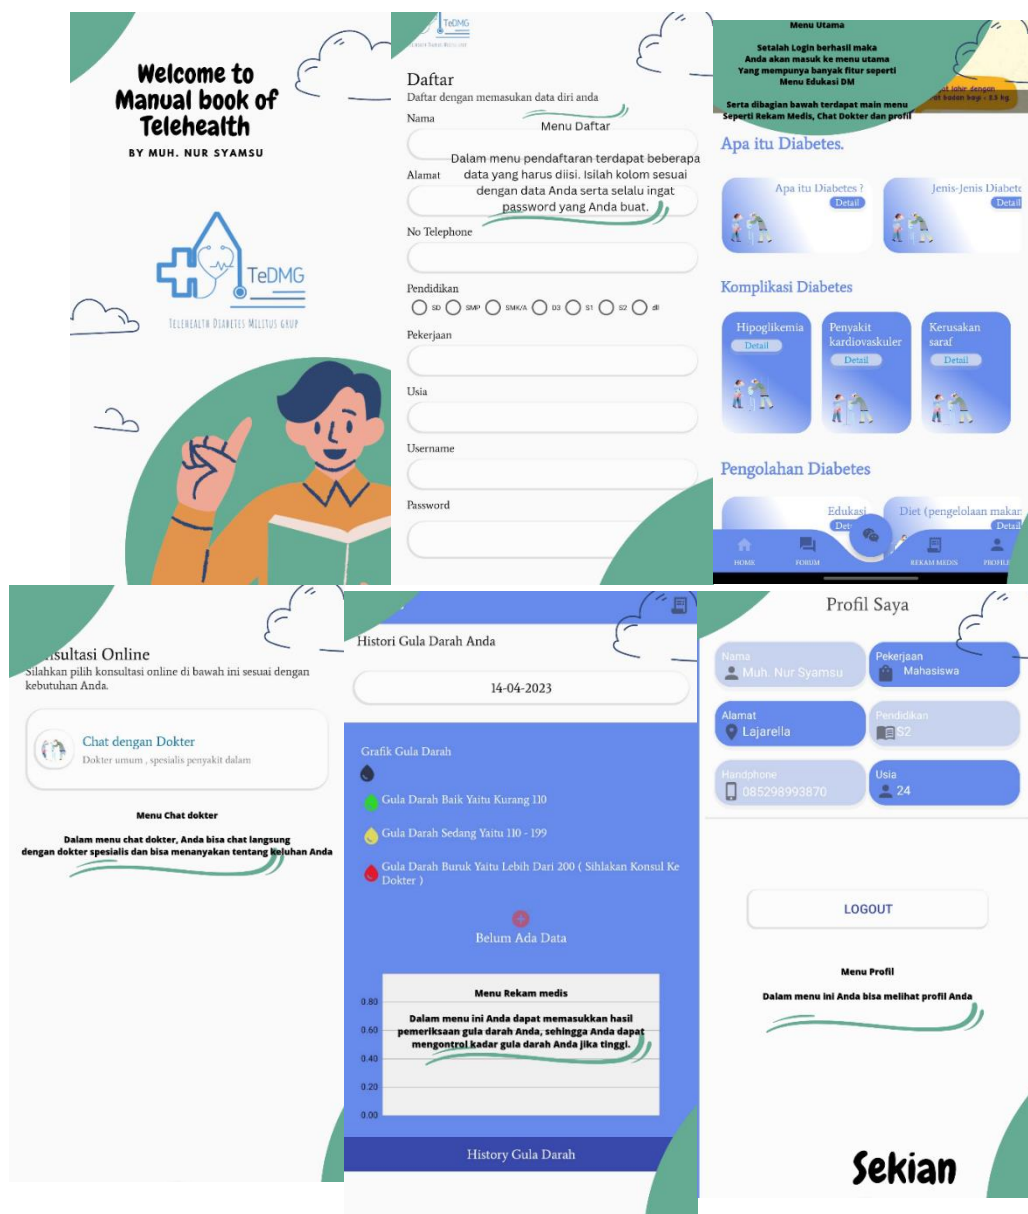 Welcome to
Manual book of
Telehealth
BY MUH. NUR SYAMSU
TeDMG
TELEHEALTH DIABETES MILITUS GRUP
TeDMG
Daftar
Daftar dengan memasukan data diri anda
Nama
Menu Daftar
Dalam menu pendaftaran terdapat beberapa
data yang harus diisi. Isilah kolom sesuai
dengan data Anda serta selalu ingat
password yang Anda buat.
Alamat
No Telephone
Pendidikan
SD SMP SMK/A D3 S1 S2 dll
Pekerjaan
Usia
Username
Password
Menu Utama
Setalah Login berhasil maka
Anda akan masuk ke menu utama
Yang mempunya banyak fitur seperti
Menu Edukasi DM
Serta dibagian bawah terdapat main menu
Seperti Rekam Medis, Chat Dokter dan profil
lahir dengan
badan bayi
Apa itu Diabetes.
Apa itu Diabetes ?
Detail
Jenis-Jenis Diabete
Detail
Komplikasi Diabetes
Hipoglikemia
Detail
Penyakit
kardiovaskuler
Detail
Kerusakan
saraf
Detail
Pengolahan Diabetes
Edukasi
Det
Diet (pengelolaan makan
Detail
HOME
FORUM
REKAM MEDIS
PROFILE
sultasi Online
Silahkan pilih konsultasi online di bawah ini sesuai dengan
kebutuhan Anda.
Chat dengan Dokter
Dokter umum , spesialis penyakit dalam
Menu Chat dokter
Dalam menu chat dokter, Anda bisa chat langsung
dengan dokter spesialis dan bisa menanyakan tentang keluhan Anda
Histori Gula Darah Anda
14-04-2023
Grafik Gula Darah
Gula Darah Baik Yaitu Kurang 110
Gula Darah Sedang Yaitu 110 - 199
Gula Darah Buruk Yaitu Lebih Dari 200 ( Sihlakan Konsul Ke
Dokter )
Belum Ada Data
0.80
0.60
0.40
0.20
0.00
Menu Rekam medis
Dalam menu ini Anda dapat memasukkan hasil
pemeriksaan gula darah Anda, sehingga Anda dapat
mengontrol kadar gula darah Anda jika tinggi.
History Gula Darah
Profil Saya
Nama
Muh. Nur Syamsu
Pekerjaan
Mahasiswa
Alamat
Lajarella
Pendidikan
S2
Handphone
085298993870
Usia
24
LOGOUT
Menu Profil
Dalam menu ini Anda bisa melihat profil Anda
Sekian